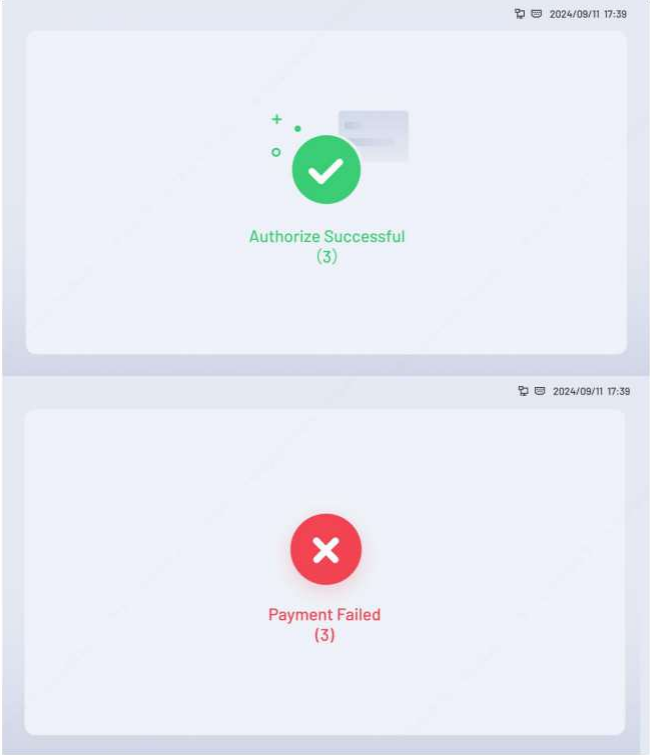 2024/09/11 17:39
Authorize Successful
(3)
2024/09/11 17:39
Payment Failed
(3)